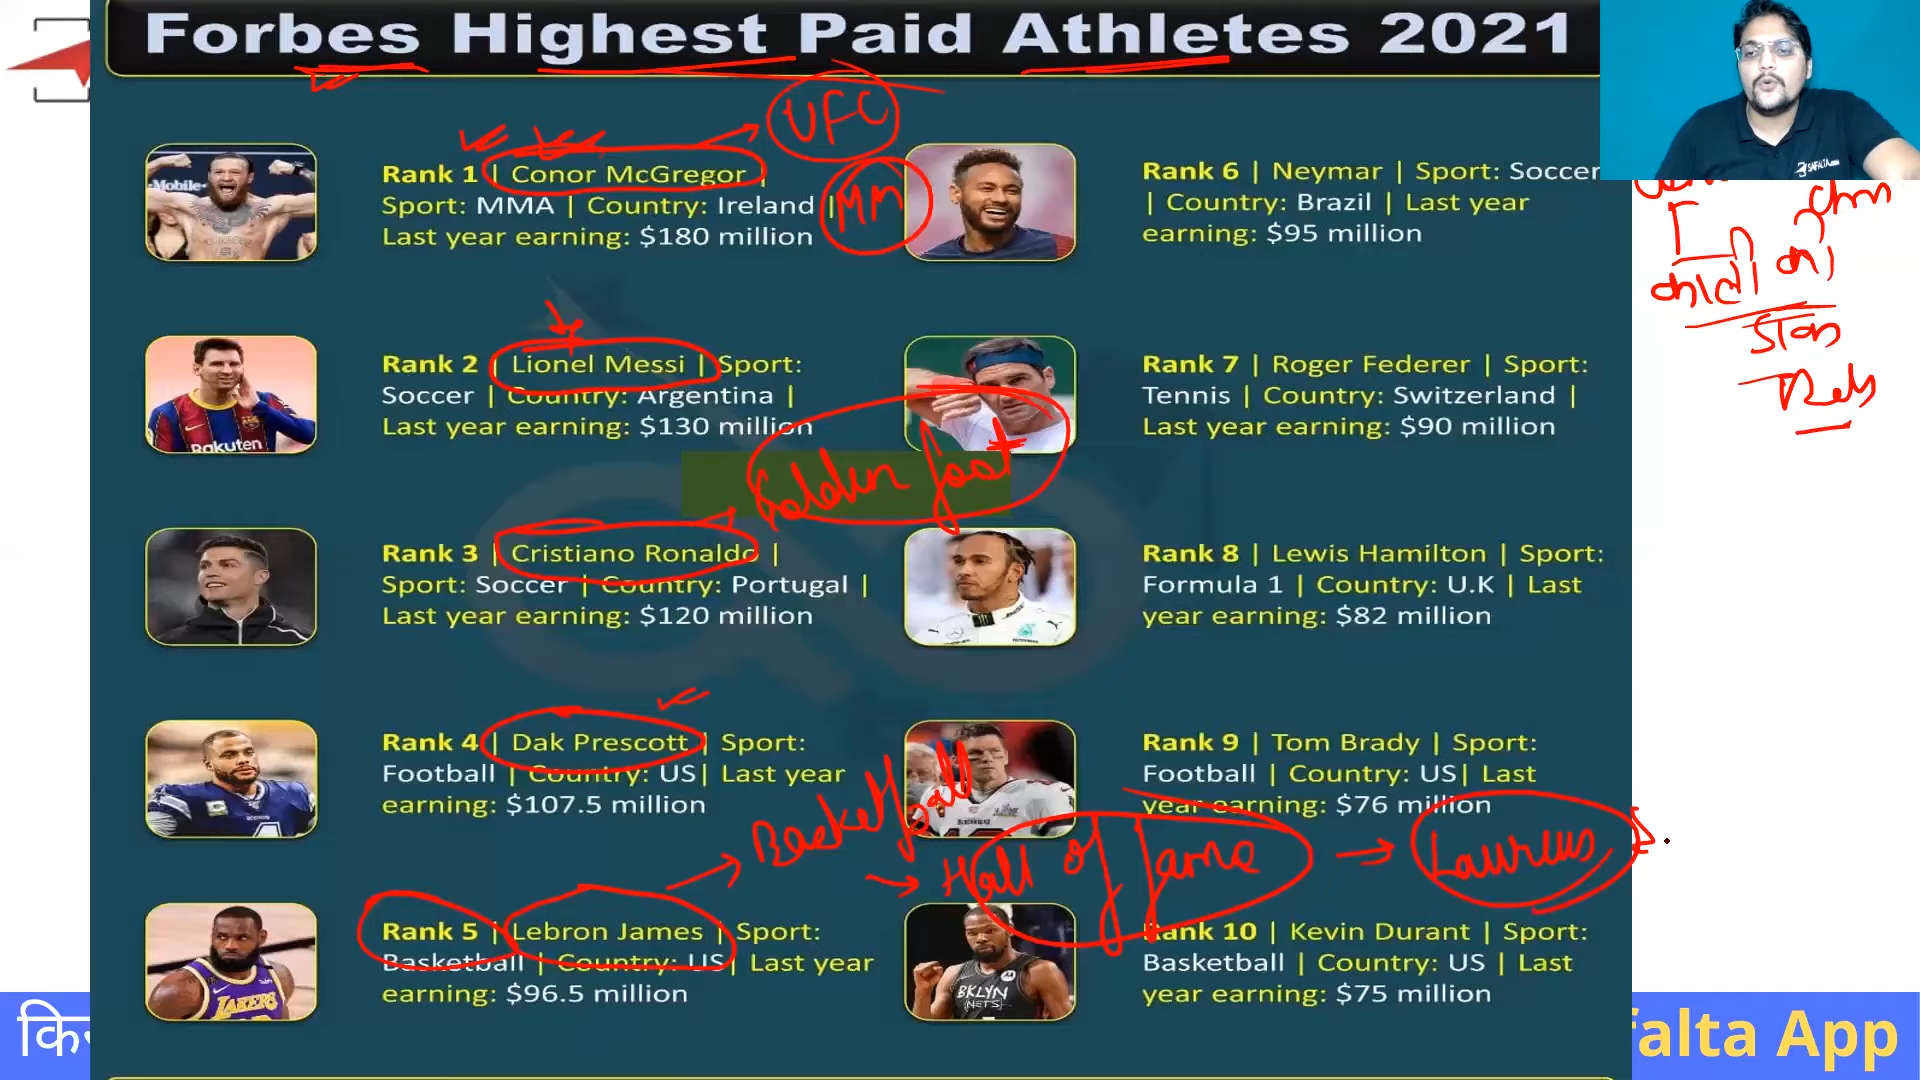 Forbes Highest Paid Athletes 2021
UFC
Rank 1 | Conor McGregor |
Sport: MMA | Country: Ireland |
Last year earning: $180 million
MM
Rank 6 | Neymar | Sport: Soccer
| Country: Brazil | Last year
earning: $95 million
Rank 2 | Lionel Messi | Sport:
Soccer | Country: Argentina |
Last year earning: $130 million
Rakuten
Rank 7 | Roger Federer | Sport:
Tennis | Country: Switzerland |
Last year earning: $90 million
Golden foot
Rank 3 | Cristiano Ronaldo |
Sport: Soccer | Country: Portugal |
Last year earning: $120 million
Rank 8 | Lewis Hamilton | Sport:
Formula 1 | Country: U.K | Last
year earning: $82 million
Rank 4 | Dak Prescott | Sport:
Football | Country: US| Last year
earning: $107.5 million
Rank 9 | Tom Brady | Sport:
Football | Country: US| Last
year earning: $76 million
Basketball
Hall of fame
Laureus
Rank 5 | Lebron James | Sport:
Basketball | Country: US| Last year
earning: $96.5 million
LAKERS
Rank 10 | Kevin Durant | Sport:
Basketball | Country: US | Last
year earning: $75 million
BKLYN
NETS
falta App